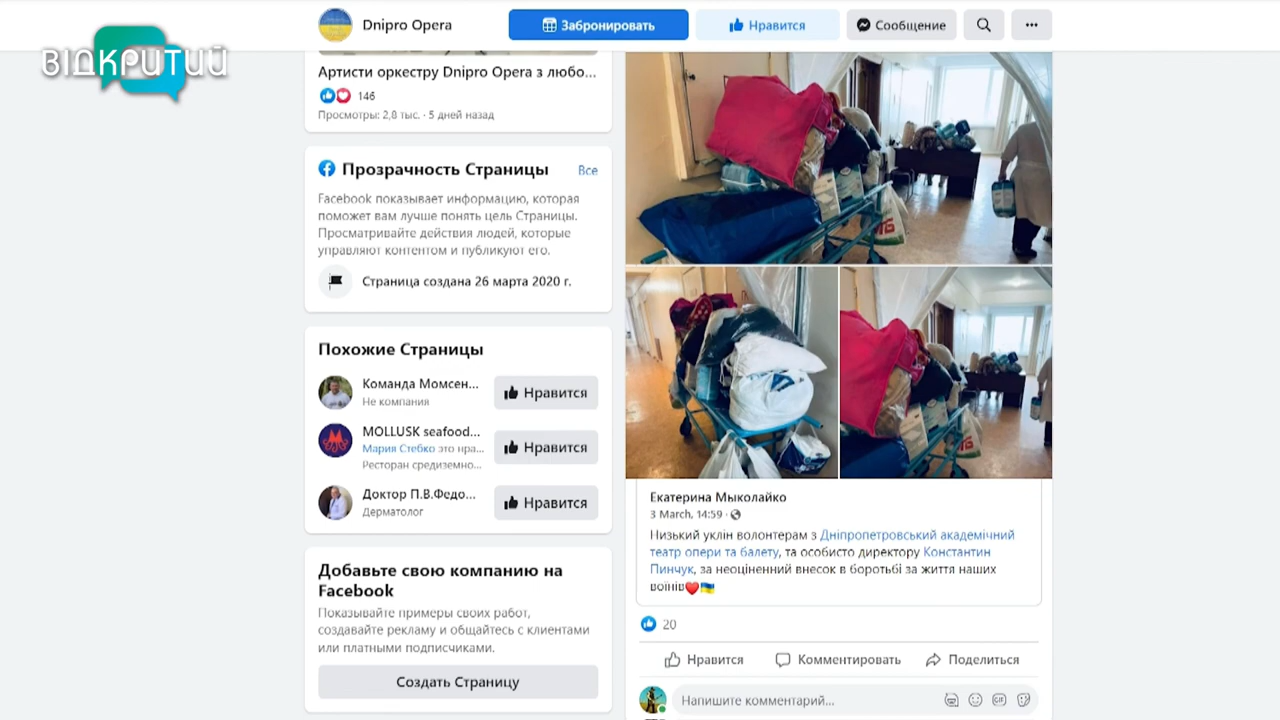 Dnipro Opera
Забронировать
Нравится
Сообщение
ВІДКРИТИЙ
Артисти оркестру Dnipro Opera з любо...
146
Просмотры: 2,8 тыс. · 5 дней назад
Прозрачность Страницы
Все
Facebook показывает информацию, которая
поможет вам лучше понять цель Страницы.
Просматривайте действия людей, которые
управляют контентом и публикуют его.
Страница создана 26 марта 2020 г.
Похожие Страницы
Команда Момсен...
Не компания
Нравится
MOLLUSK seafood...
Мария Стебко это нра...
Ресторан средиземно...
Нравится
Доктор П.В.Федо...
Дерматолог
Нравится
Добавьте свою компанию на
Facebook
Показывайте примеры своих работ,
создавайте рекламу и общайтесь с клиентами
или платными подписчиками.
Создать Страницу
Екатерина Мыколайко
3 March, 14:59 ·
Низький уклін волонтерам з Дніпропетровський академічний
театр опери та балету, та особисто директору Константин
Пинчук, за неоціненний внесок в боротьбі за життя наших
воїнів❤️🇺🇦
20
Нравится
Комментировать
Поделиться
Напишите комментарий...
GIF